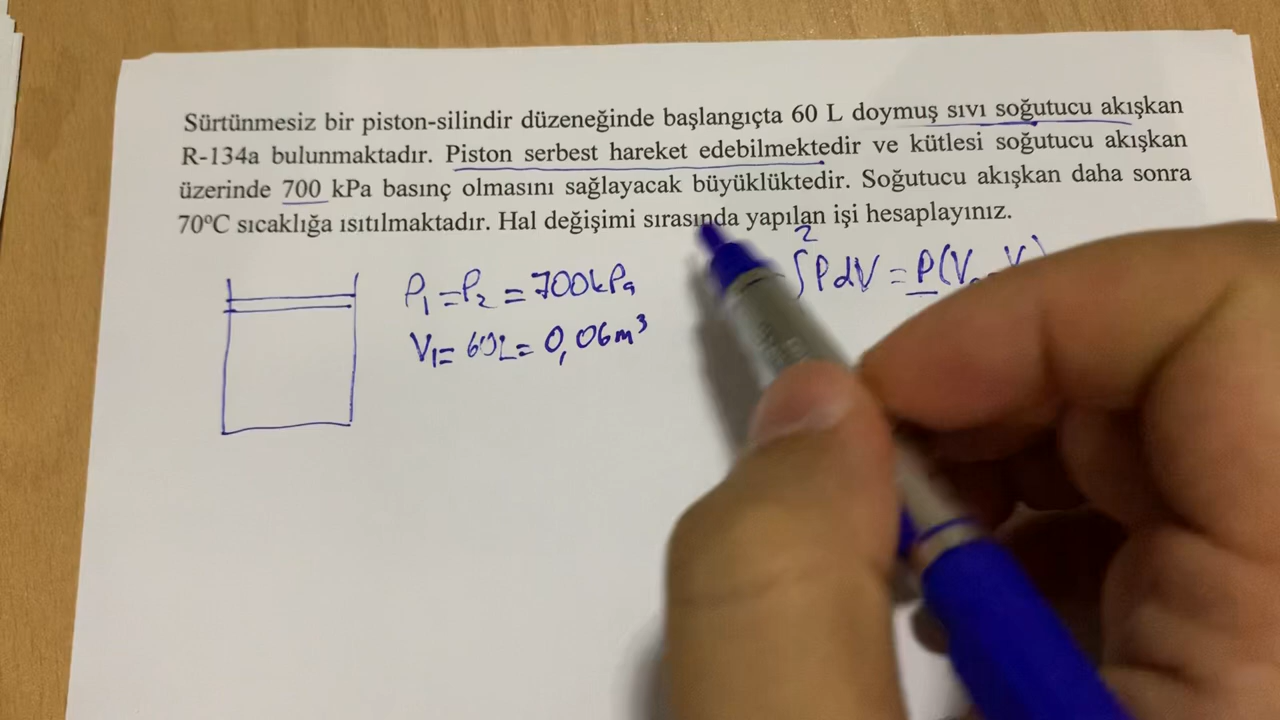 Sürtünmesiz bir piston-silindir düzeneğinde başlangıçta 60 L doymuş sıvı soğutucu akışkan
R-134a bulunmaktadır. Piston serbest hareket edebilmektedir ve kütlesi soğutucu akışkan
üzerinde 700 kPa basınç olmasını sağlayacak büyüklüktedir. Soğutucu akışkan daha sonra
70°C sıcaklığa ısıtılmaktadır. Hal değişimi sırasında yapılan işi hesaplayınız.
P₁=P₂=700kPa
∫² PdV = P(V
V₁=60L=0,06m³